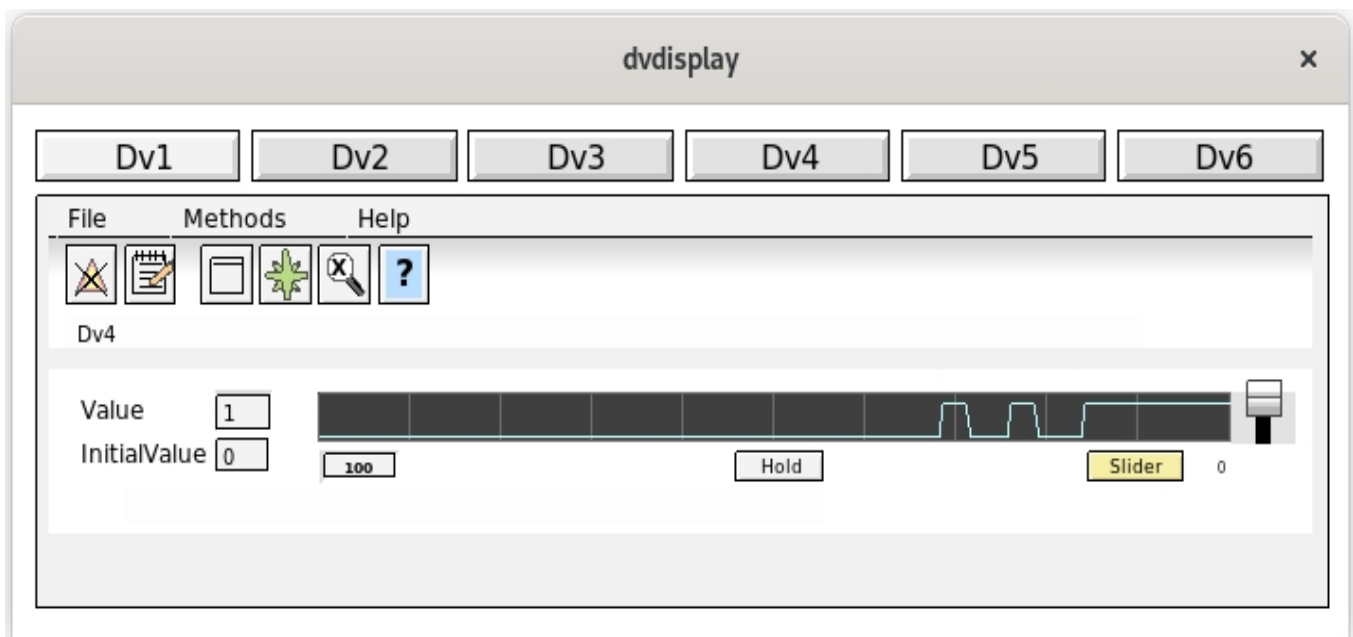 dvdisplay ×
Dv1 Dv2 Dv3 Dv4 Dv5 Dv6
File Methods Help
X ?
Dv4
Value 1
InitialValue 0
100 Hold Slider 0